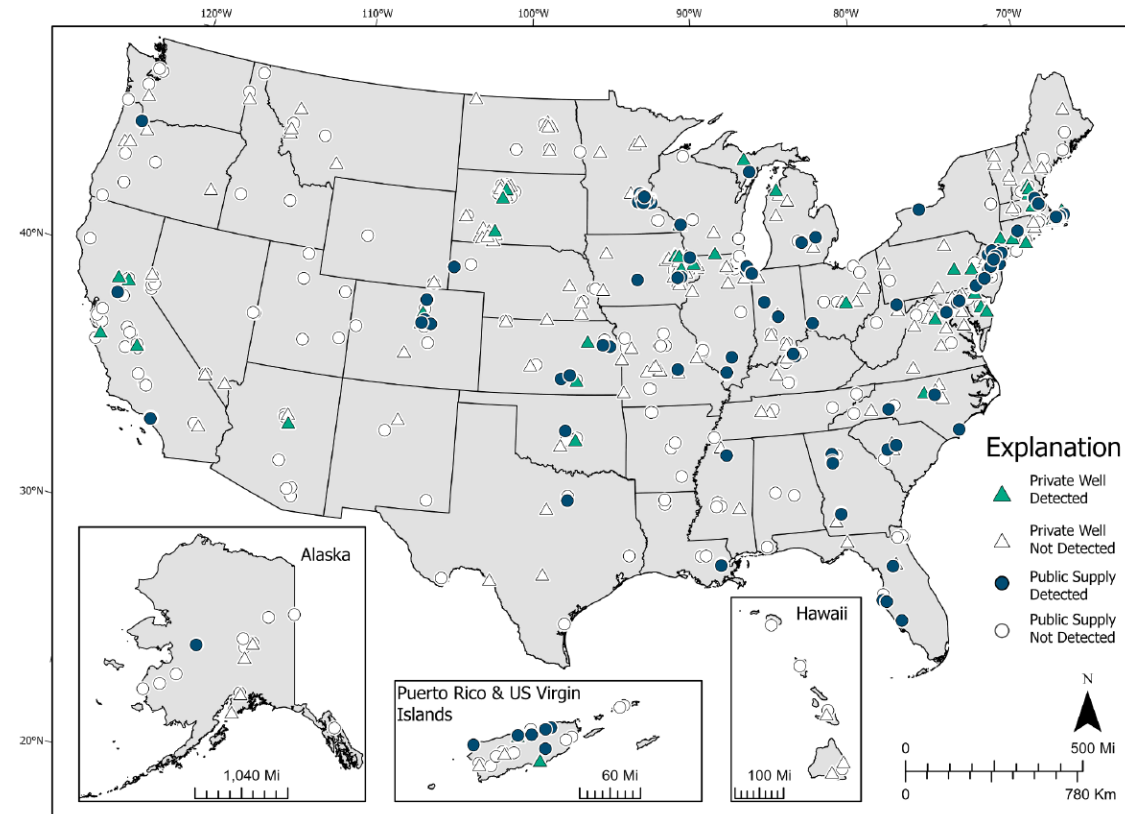 120°W 110°W 100°W 90°W 80°W 70°W
40°N
30°N
20°N
Explanation
Private Well
Detected
Private Well
Not Detected
Public Supply
Detected
Public Supply
Not Detected
Alaska
1,040 Mi
Puerto Rico & US Virgin
Islands
60 Mi
Hawaii
100 Mi
N
0 500 Mi
0 780 Km